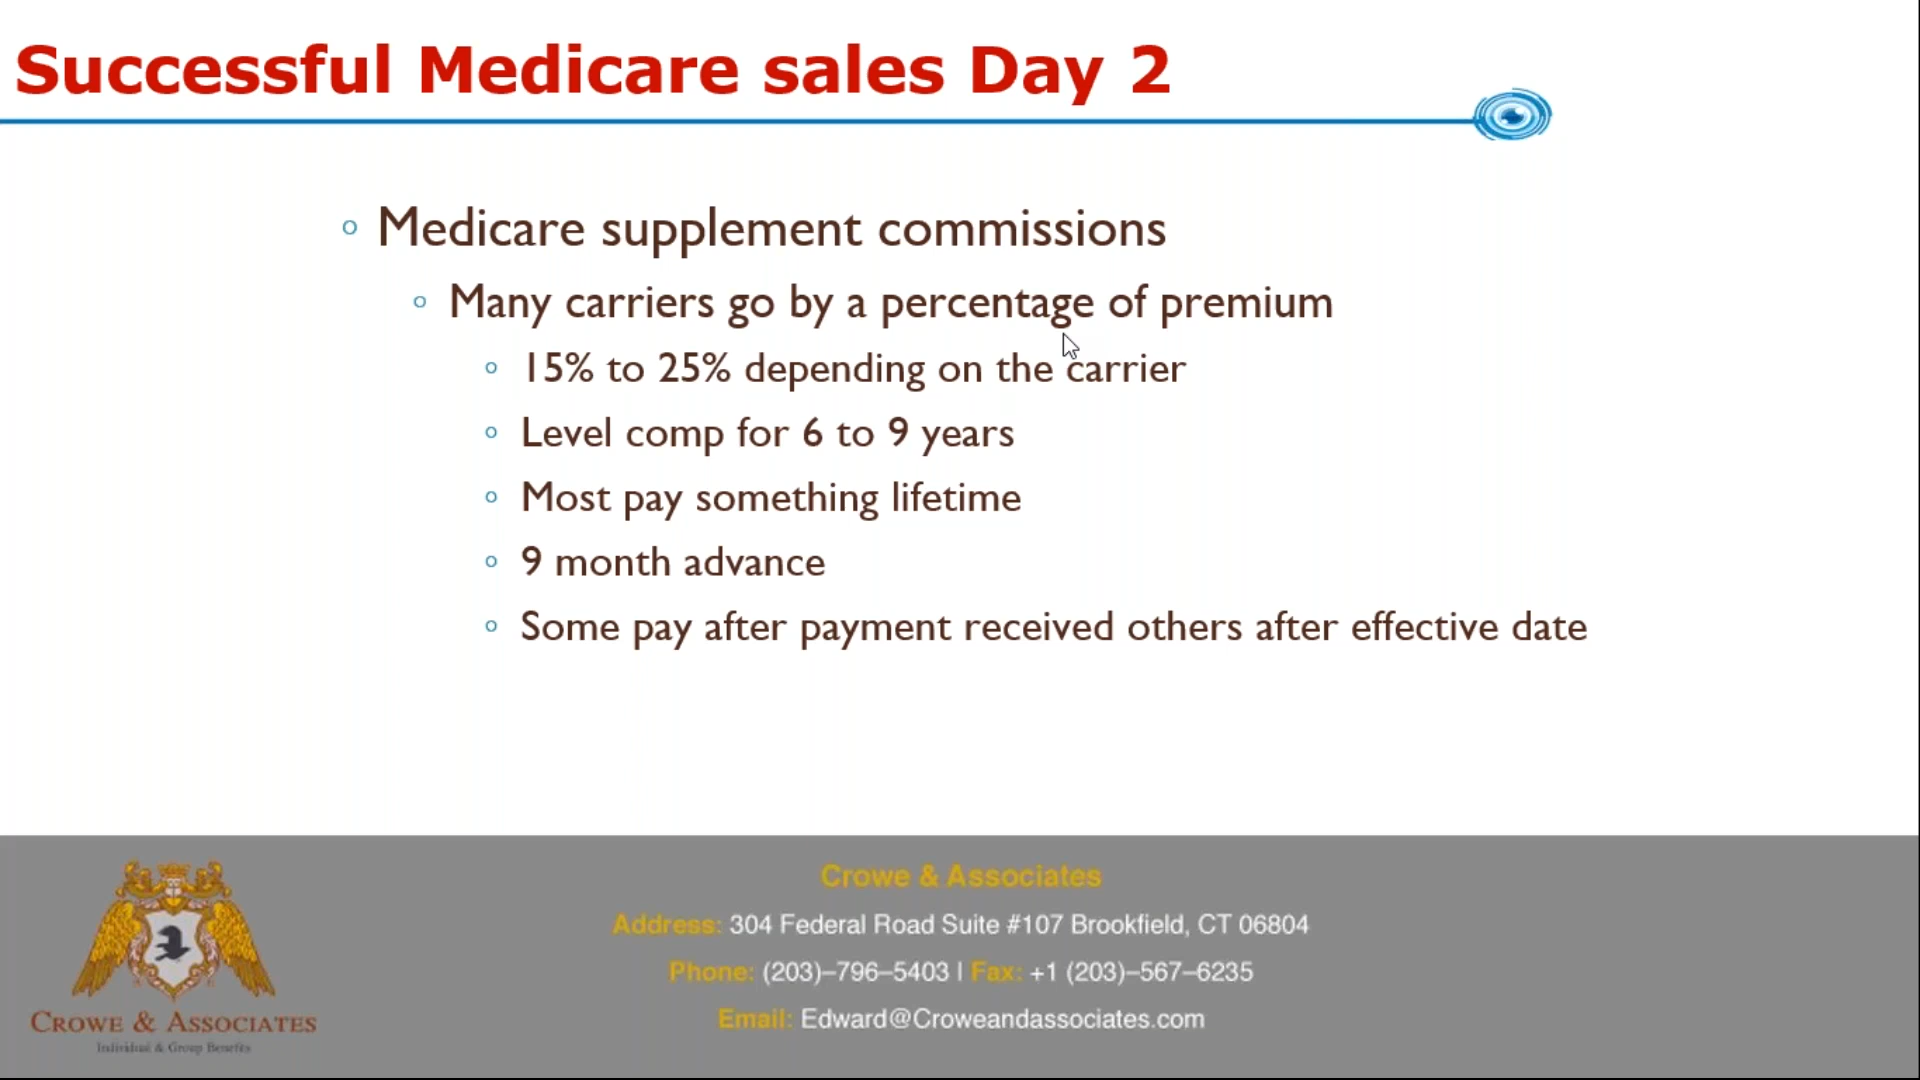 Successful Medicare sales Day 2
Medicare supplement commissions
Many carriers go by a percentage of premium
15% to 25% depending on the carrier
Level comp for 6 to 9 years
Most pay something lifetime
9 month advance
Some pay after payment received others after effective date
Crowe & Associates
Address: 304 Federal Road Suite #107 Brookfield, CT 06804
Phone: (203)–796–5403 | Fax: +1 (203)–567–6235
Email: Edward@Croweandassociates.com
Crowe & Associates
Individual & Group Benefits